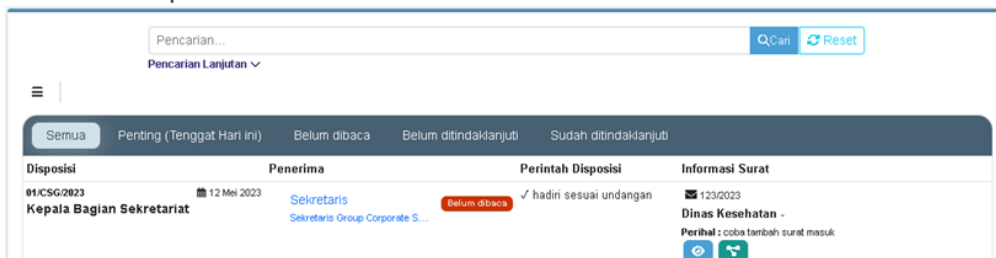 Pencarian...
Cari
Reset
Pencarian Lanjutan
Semua
Penting (Tenggat Hari ini)
Belum dibaca
Belum ditindaklanjuti
Sudah ditindaklanjuti
Disposisi
Penerima
Perintah Disposisi
Informasi Surat
01/CSG/2023
12 Mei 2023
Kepala Bagian Sekretariat
Sekretaris
Sekretaris Group Corporate S...
Belum dibaca
√ hadiri sesuai undangan
123/2023
Dinas Kesehatan -
Perihal : coba tambah surat masuk